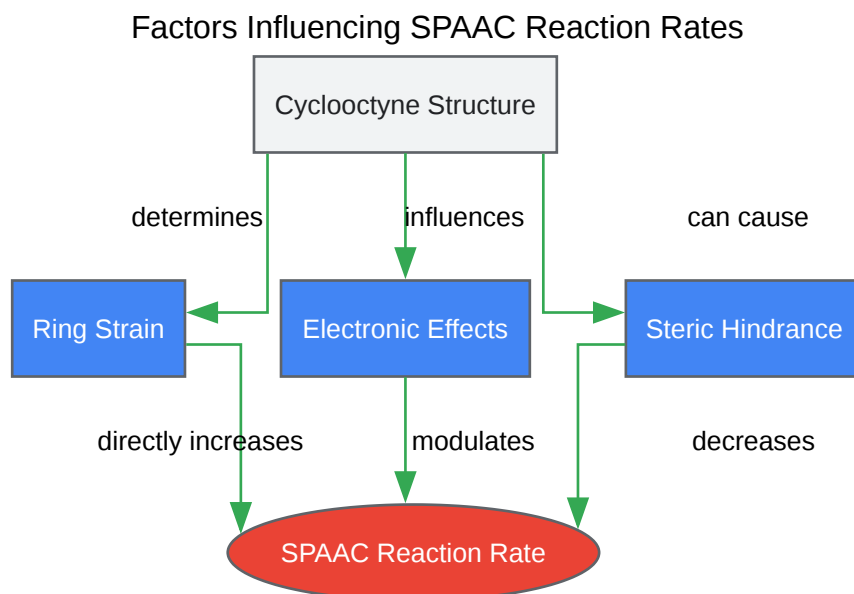 Factors Influencing SPAAC Reaction Rates
Cyclooctyne Structure
determines
influences
can cause
Ring Strain
Electronic Effects
Steric Hindrance
directly increases
modulates
decreases
SPAAC Reaction Rate